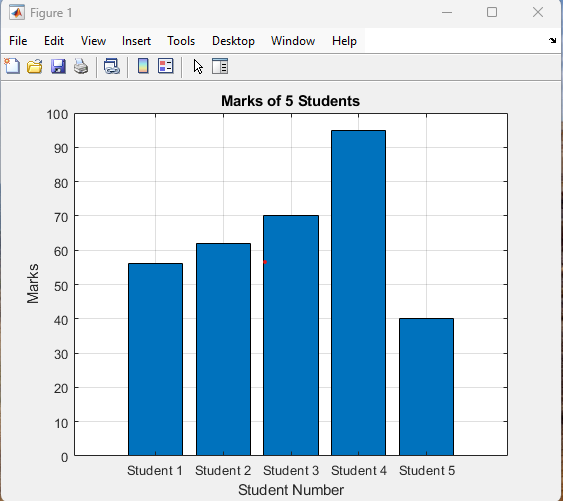 Figure 1
File Edit View Insert Tools Desktop Window Help
Marks of 5 Students
100
90
80
70
60
50
40
30
20
10
0
Marks
Student 1 Student 2 Student 3 Student 4 Student 5
Student Number